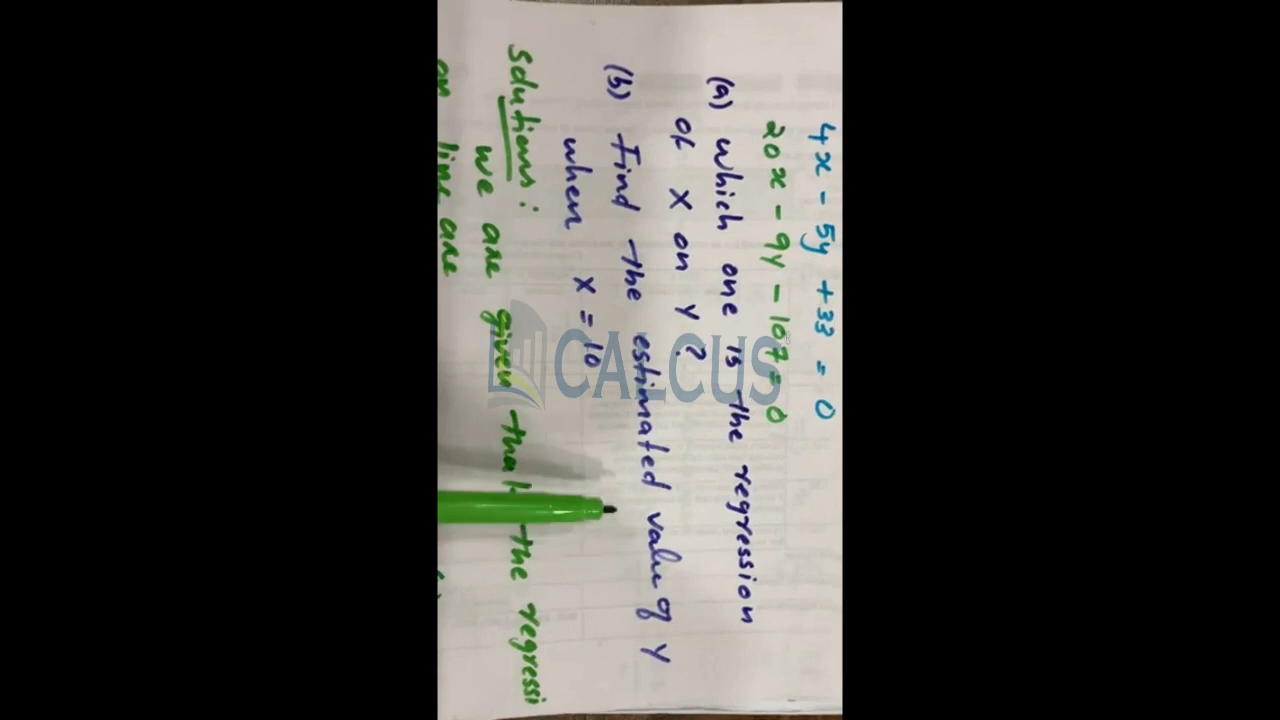 4x - 5y + 33 = 0
20x - 9y - 107 = 0
(a) which one is the regression
of x on y ?
(b) Find the estimated value of y
when x = 10
Solutions :
we are given that the regressi
on line are
CALCUS